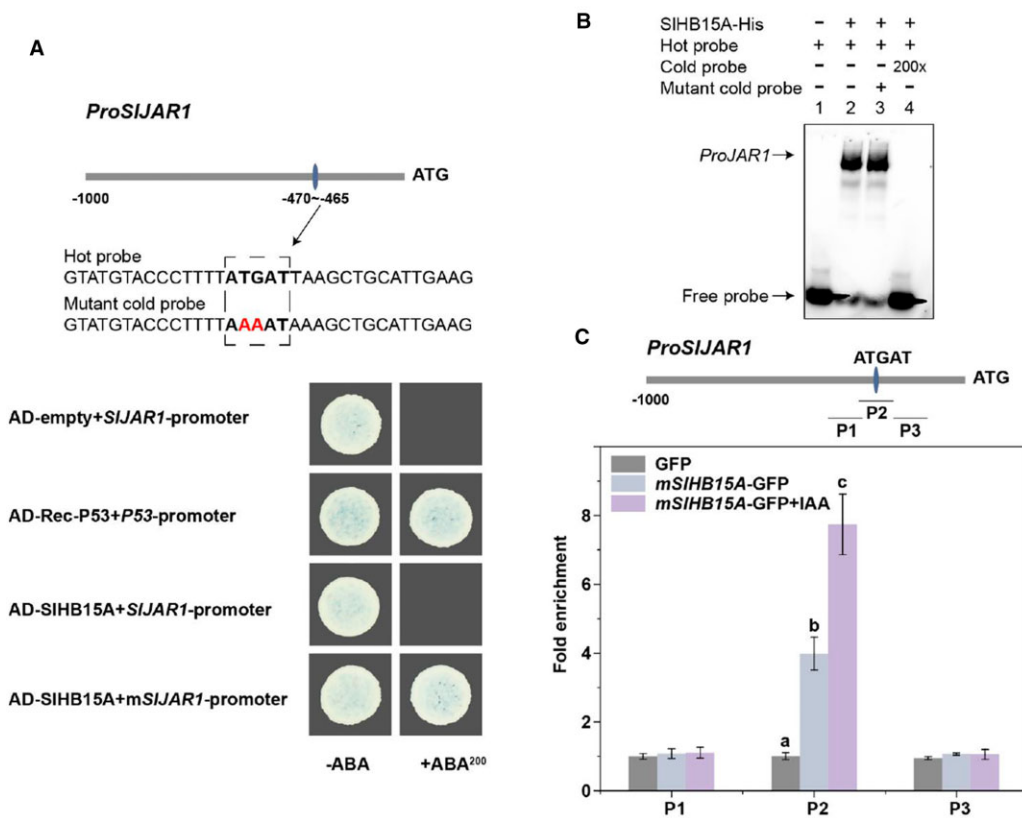 A
ProSlJAR1
ATG
-1000
-470~-465
Hot probe
GTATGTACCCTTTTATGATTAAGCTGCATTGAAG
Mutant cold probe
GTATGTACCCTTTTAAAATAAAGCTGCATTGAAG
AD-empty+SlJAR1-promoter
AD-Rec-P53+P53-promoter
AD-SlHB15A+SlJAR1-promoter
AD-SlHB15A+mSlJAR1-promoter
-ABA +ABA²⁰⁰
B
SlHB15A-His - + + +
Hot probe + + + +
Cold probe - - - 200x
Mutant cold probe - - + -
1 2 3 4
ProJAR1
Free probe
C
ProSlJAR1
ATGAT
ATG
-1000
P2
P1 P3
GFP
mSlHB15A-GFP
mSlHB15A-GFP+IAA
Fold enrichment
8
6
4
2
0
a
b
c
P1 P2 P3